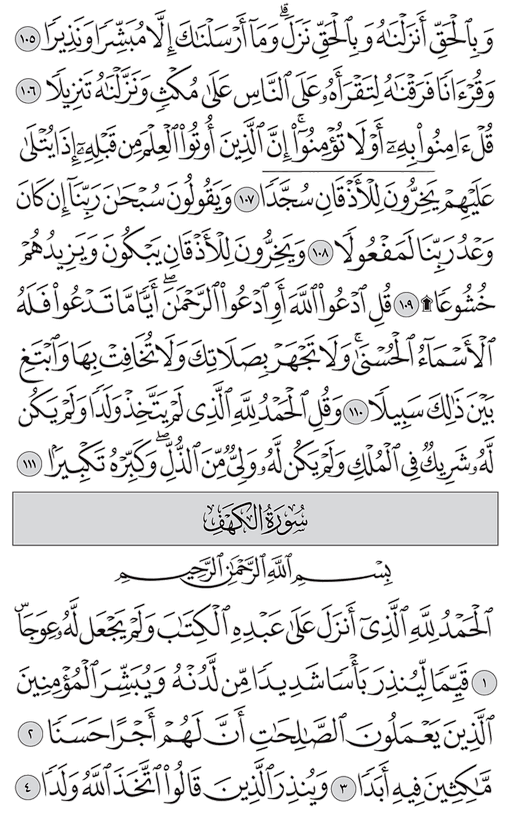 وَبِٱلۡحَقِّ أَنزَلۡنَٰهُ وَبِٱلۡحَقِّ نَزَلَۗ وَمَآ أَرۡسَلۡنَٰكَ إِلَّا مُبَشِّرٗا وَنَذِيرٗا ١٠٥
وَقُرۡءَانٗا فَرَقۡنَٰهُ لِتَقۡرَأَهُۥ عَلَى ٱلنَّاسِ عَلَىٰ مُكۡثٖ وَنَزَّلۡنَٰهُ تَنزِيلٗا ١٠٦
قُلۡ ءَامِنُواْ بِهِۦٓ أَوۡ لَا تُؤۡمِنُوٓاْۚ إِنَّ ٱلَّذِينَ أُوتُواْ ٱلۡعِلۡمَ مِن قَبۡلِهِۦٓ إِذَا يُتۡلَىٰ
عَلَيۡهِمۡ يَخِرُّونَۤ لِلۡأَذۡقَانِۤ سُجَّدٗاۤ ١٠٧ وَيَقُولُونَ سُبۡحَٰنَ رَبِّنَآ إِن كَانَ
وَعۡدُ رَبِّنَا لَمَفۡعُولٗا ١٠٨ وَيَخِرُّونَ لِلۡأَذۡقَانِ يَبۡكُونَ وَيَزِيدُهُمۡ
خُشُوعٗا۩ ١٠٩ قُلِ ٱدۡعُواْ ٱللَّهَ أَوِ ٱدۡعُواْ ٱلرَّحۡمَٰنَۖ أَيّٗا مَّا تَدۡعُواْ فَلَهُ
ٱلۡأَسۡمَآءُ ٱلۡحُسۡنَىٰۚ وَلَا تَجۡهَرۡ بِصَلَاتِكَ وَلَا تُخَافِتۡ بِهَا وَٱبۡتَغِ
بَيۡنَ ذَٰلِكَ سَبِيلٗا ١١٠ وَقُلِ ٱلۡحَمۡدُ لِلَّهِ ٱلَّذِي لَمۡ يَتَّخِذۡ وَلَدٗا وَلَمۡ يَكُن
لَّهُۥ شَرِيكٞ فِي ٱلۡمُلۡكِ وَلَمۡ يَكُن لَّهُۥ وَلِيّٞ مِّنَ ٱلذُّلِّۖ وَكَبِّرۡهُ تَكۡبِيرَۢا ١١١
سُورَةُ الكَهۡفِ
بِسۡمِ ٱللَّهِ ٱلرَّحۡمَٰنِ ٱلرَّحِيمِ
ٱلۡحَمۡدُ لِلَّهِ ٱلَّذِيٓ أَنزَلَ عَلَىٰ عَبۡدِهِ ٱلۡكِتَٰبَ وَلَمۡ يَجۡعَل لَّهُۥ عِوَجَاۜ
١ قَيِّمٗا لِّيُنذِرَ بَأۡسٗا شَدِيدٗا مِّن لَّدُنۡهُ وَيُبَشِّرَ ٱلۡمُؤۡمِنِينَ
ٱلَّذِينَ يَعۡمَلُونَ ٱلصَّٰلِحَٰتِ أَنَّ لَهُمۡ أَجۡرًا حَسَنٗا ٢
مَّٰكِثِينَ فِيهِ أَبَدٗا ٣ وَيُنذِرَ ٱلَّذِينَ قَالُواْ ٱتَّخَذَ ٱللَّهُ وَلَدٗا ٤